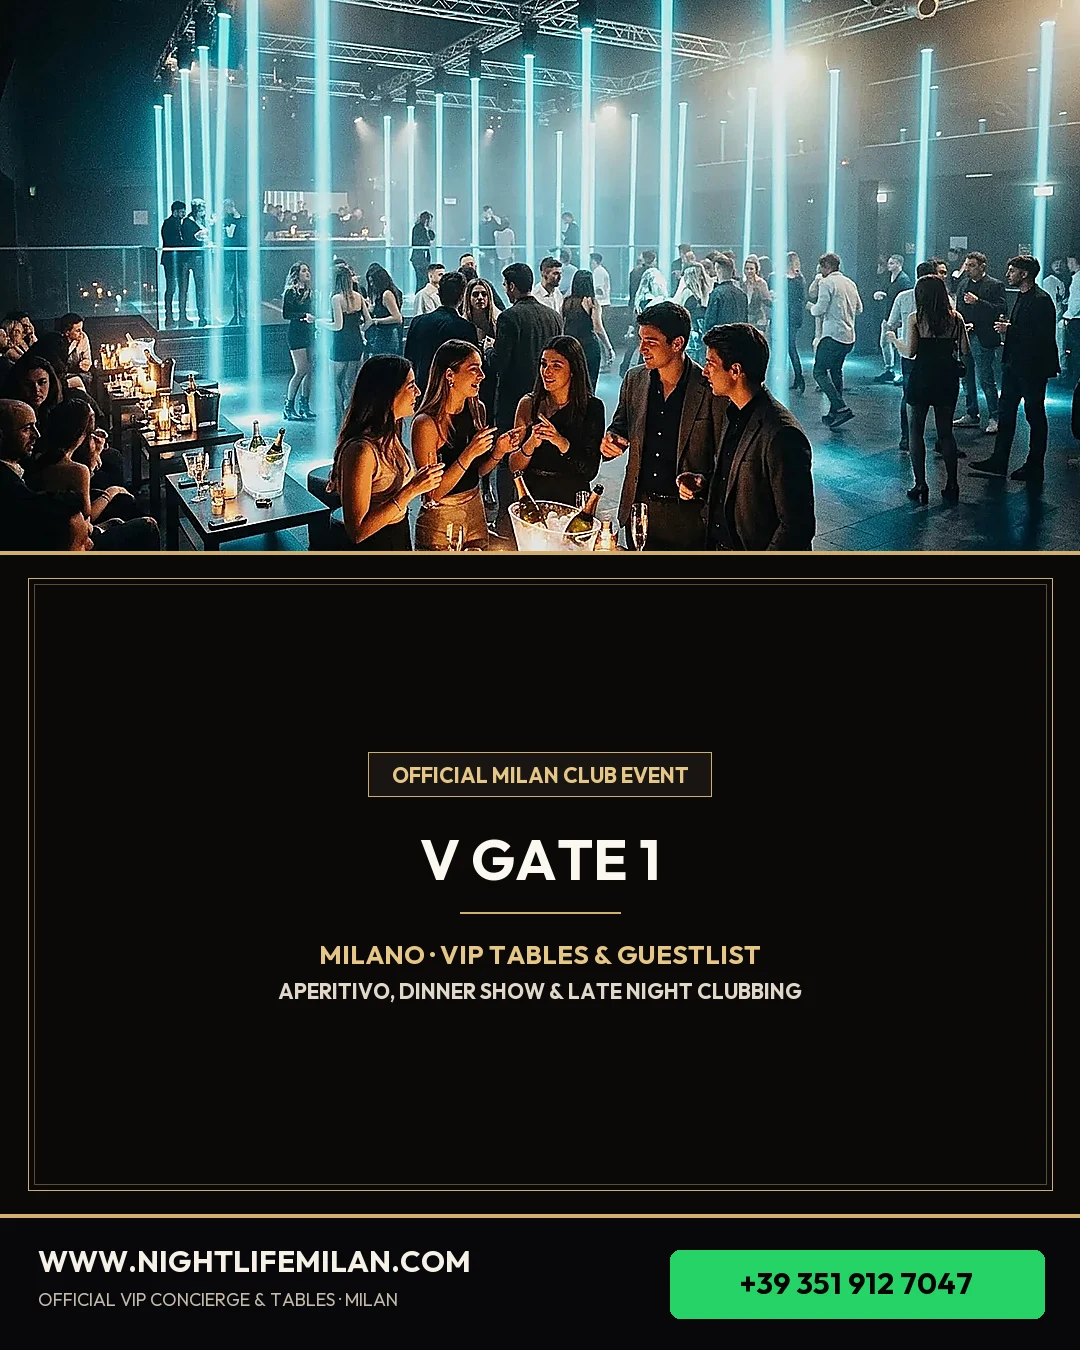 OFFICIAL MILAN CLUB EVENT
V GATE 1
MILANO · VIP TABLES & GUESTLIST
APERITIVO, DINNER SHOW & LATE NIGHT CLUBBING
WWW.NIGHTLIFEMILAN.COM
OFFICIAL VIP CONCIERGE & TABLES · MILAN
+39 351 912 7047